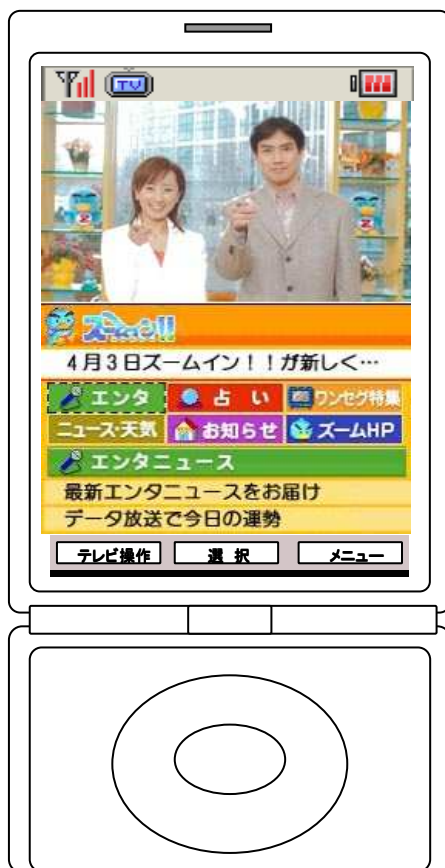 TV
ズームイン!!
4月3日ズームイン!!が新しく…
エンタ 占い ワンセグ特集
ニュース・天気 お知らせ ズームHP
エンタニュース
最新エンタニュースをお届け
データ放送で今日の運勢
テレビ操作 選択 メニュー